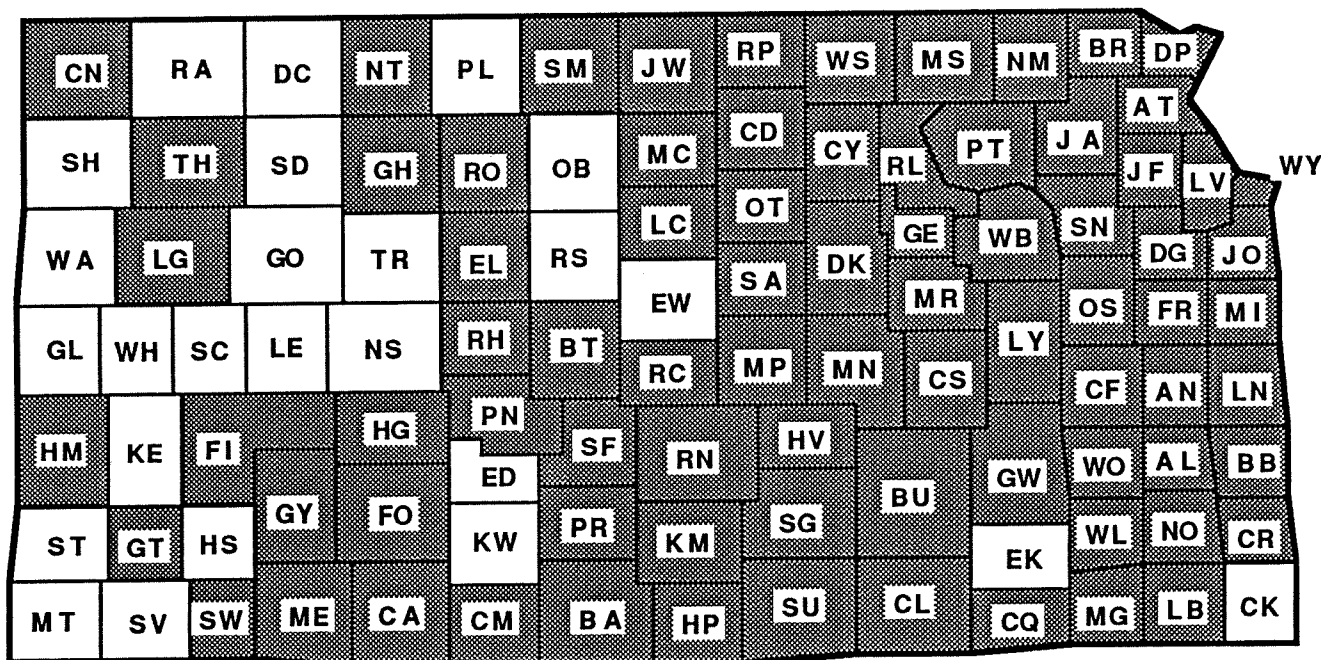 CN RA DC NT PL SM JW RP WS MS NM BR DP
AT
SH TH SD GH RO OB MC CD CY RL PT JA JF LV WY
WA LG GO TR EL RS LC OT DK GE WB SN DG JO
EW SA MR OS FR MI
GL WH SC LE NS RH BT RC MP MN CS LY CF AN LN
HM KE FI HG PN SF RN HV BU GW WO AL BB
ED
ST GT HS GY FO KW PR KM SG EK WL NO CR
MT SV SW ME CA CM BA HP SU CL CQ MG LB CK